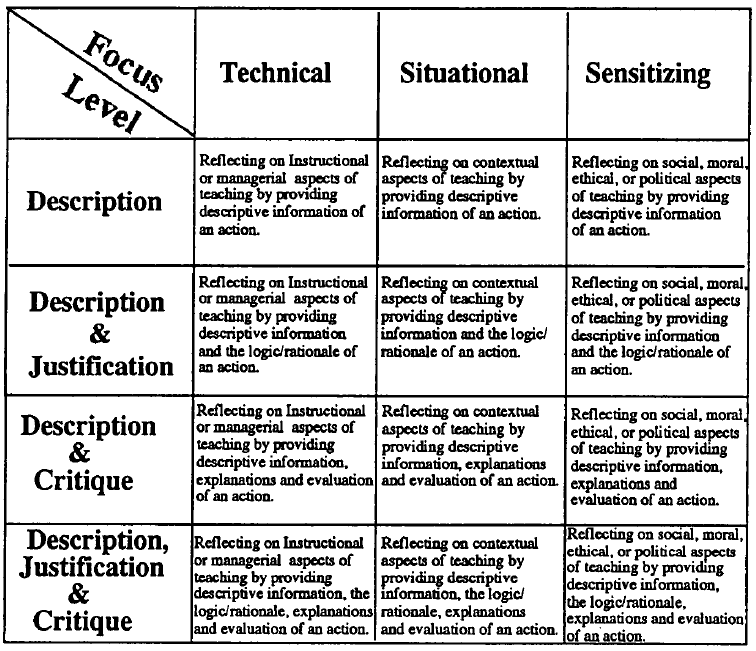 Focus
Level
Technical
Situational
Sensitizing
Description
Reflecting on Instructional
or managerial aspects of
teaching by providing
descriptive information of
an action.
Reflecting on contextual
aspects of teaching by
providing descriptive
information of an action.
Reflecting on social, moral,
ethical, or political aspects
of teaching by providing
descriptive information
of an action.
Description
&
Justification
Reflecting on Instructional
or managerial aspects of
teaching by providing
descriptive information
and the logic/rationale of
an action.
Reflecting on contextual
aspects of teaching by
providing descriptive
information and the logic/
rationale of an action.
Reflecting on social, moral,
ethical, or political aspects
of teaching by providing
descriptive information
and the logic/rationale of
an action.
Description
&
Critique
Reflecting on Instructional
or managerial aspects of
teaching by providing
descriptive information,
explanations and evaluation
of an action.
Reflecting on contextual
aspects of teaching by
providing descriptive
information, explanations
and evaluation of an action.
Reflecting on social, moral,
ethical, or political aspects
of teaching by providing
descriptive information,
explanations and
evaluation of an action.
Description,
Justification
&
Critique
Reflecting on Instructional
or managerial aspects of
teaching by providing
descriptive information, the
logic/rationale, explanations
and evaluation of an action.
Reflecting on contextual
aspects of teaching by
providing descriptive
information, the logic/
rationale, explanations
and evaluation of an action.
Reflecting on social, moral,
ethical, or political aspects
of teaching by providing
descriptive information,
the logic/rationale,
explanations and evaluation
of an action.